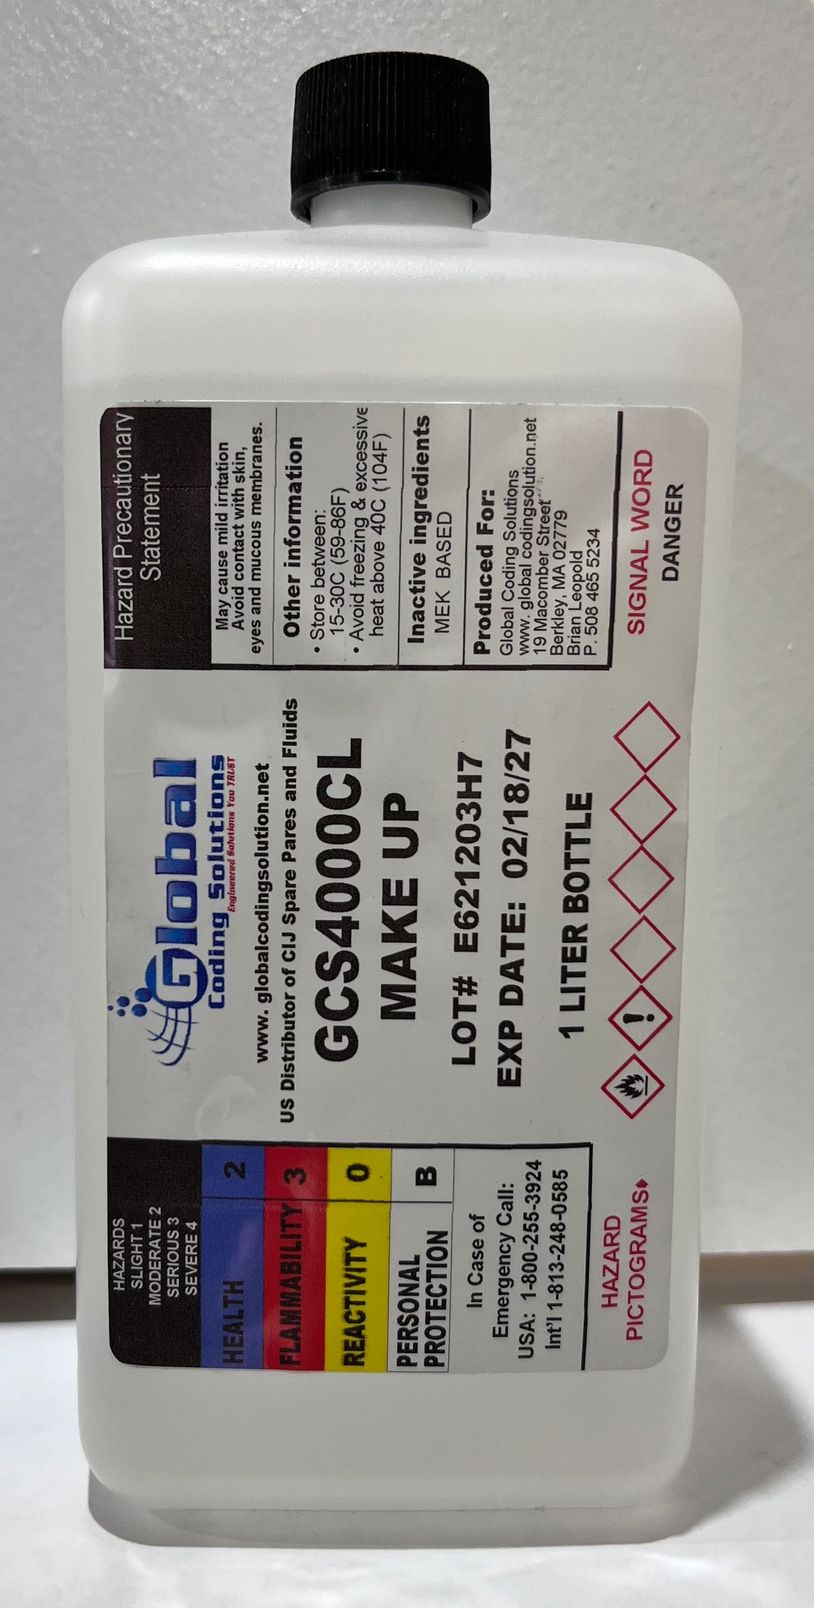 HAZARDS
SLIGHT 1
MODERATE 2
SERIOUS 3
SEVERE 4
HEALTH 2
FLAMMABILITY 3
REACTIVITY 0
PERSONAL
PROTECTION B
In Case of
Emergency Call:
USA: 1-800-255-3924
Int'l 1-813-248-0585
Global
Coding Solutions
Engineered Solutions You TRUST
www. globalcodingsolution.net
US Distributor of CIJ Spare Pares and Fluids
GCS4000CL
MAKE UP
LOT# E621203H7
EXP DATE: 02/18/27
1 LITER BOTTLE
Hazard Precautionary
Statement
May cause mild irritation
Avoid contact with skin,
eyes and mucous membranes.
Other information
• Store between:
15-30C (59-86F)
• Avoid freezing & excessive
heat above 40C (104F)
Inactive ingredients
MEK BASED
Produced For:
Global Coding Solutions
www. global codingsolution.net
19 Macomber Street
Berkley, MA 02779
Brian Leopold
P. 508 465 5234
HAZARD
PICTOGRAMS♦
!
SIGNAL WORD
DANGER